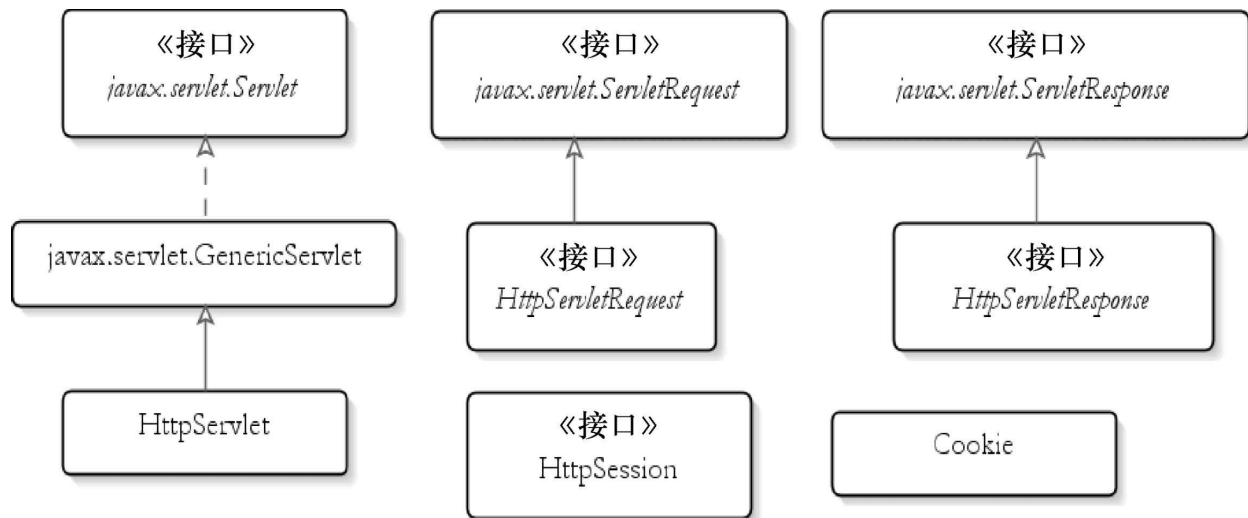 《接口》
javax.servlet.Servlet
《接口》
javax.servlet.ServletRequest
《接口》
javax.servlet.ServletResponse
javax.servlet.GenericServlet
《接口》
HttpServletRequest
《接口》
HttpServletResponse
HttpServlet
《接口》
HttpSession
Cookie